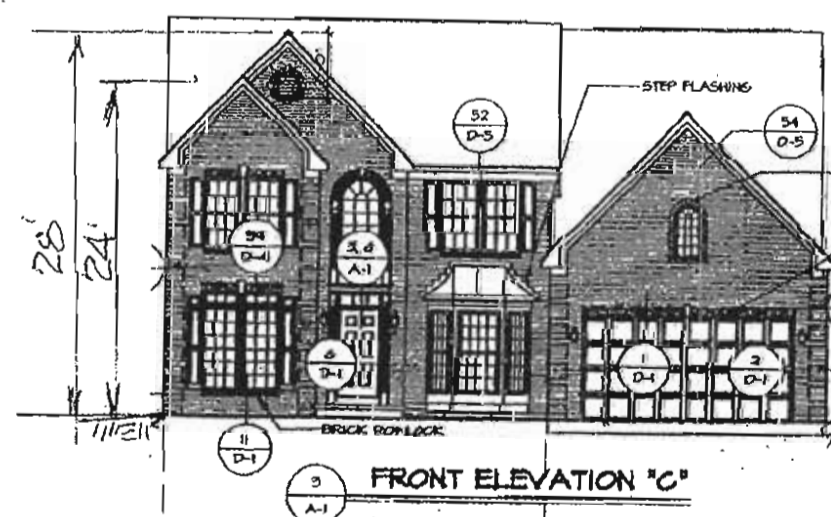 STEP FLASHING
52
D-5
54
D-5
28'
24'
54
D-4
5, 6
A-1
6
D-1
1
D-1
2
D-1
BRICK ROWLOCK
11
D-1
3
A-1
FRONT ELEVATION "C"